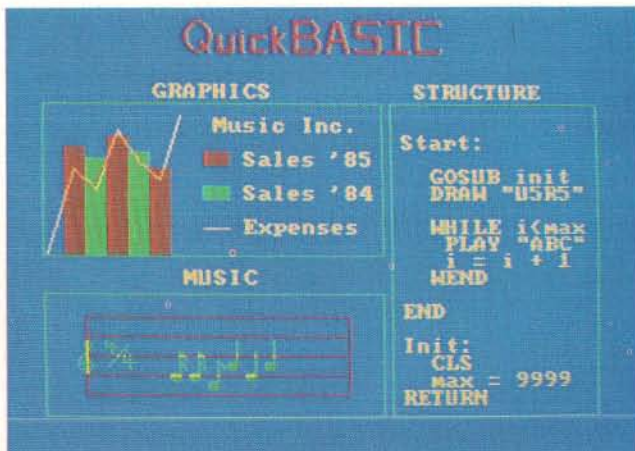 QuickBASIC
GRAPHICS
Music Inc.
Sales '85
Sales '84
Expenses
MUSIC
STRUCTURE
Start:
GOSUB init
DRAW "U5R5"
WHILE i<max
PLAY "ABC"
i = i + 1
WEND
END
Init:
CLS
max = 9999
RETURN